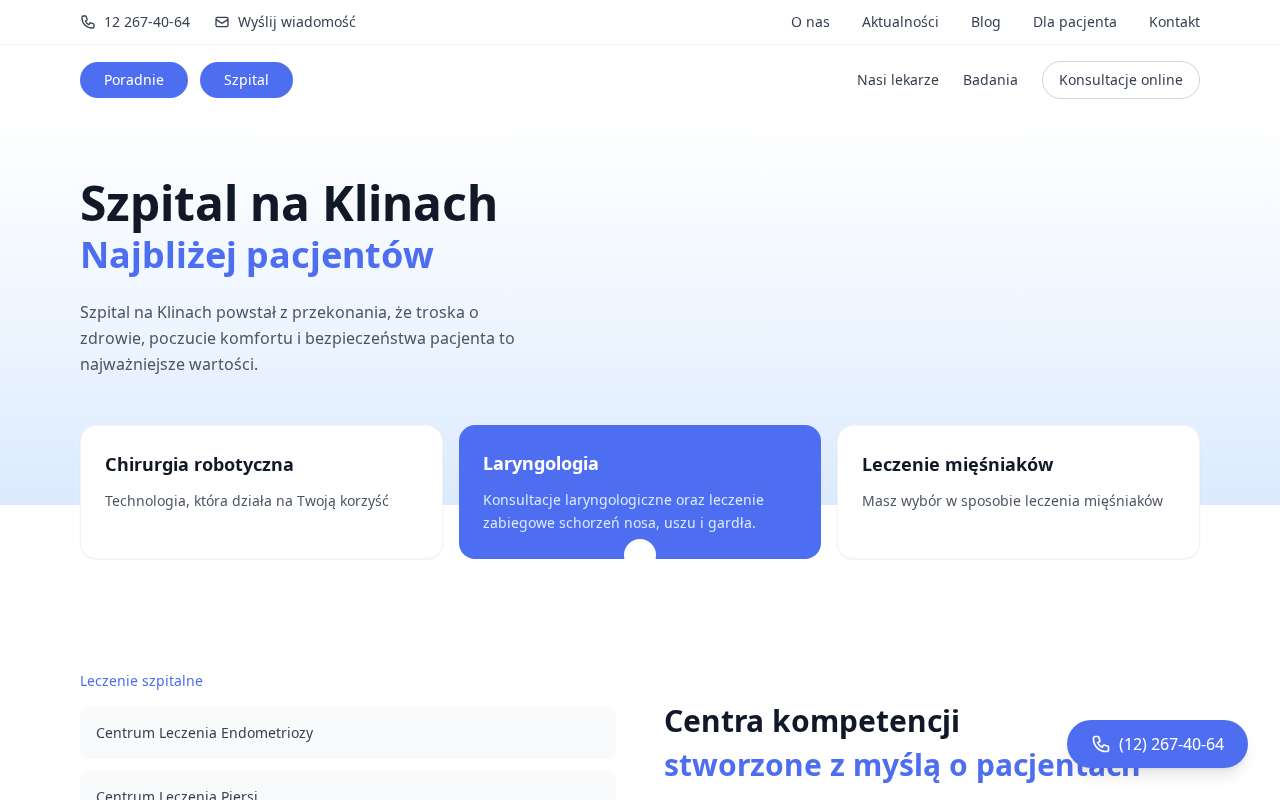 12 267-40-64
Wyślij wiadomość
O nas
Aktualności
Blog
Dla pacjenta
Kontakt
Poradnie
Szpital
Nasi lekarze
Badania
Konsultacje online
Szpital na Klinach
Najbliżej pacjentów
Szpital na Klinach powstał z przekonania, że troska o
zdrowie, poczucie komfortu i bezpieczeństwa pacjenta to
najważniejsze wartości.
Chirurgia robotyczna
Technologia, która działa na Twoją korzyść
Laryngologia
Konsultacje laryngologiczne oraz leczenie
zabiegowe schorzeń nosa, uszu i gardła.
Leczenie mięśniaków
Masz wybór w sposobie leczenia mięśniaków
Leczenie szpitalne
Centrum Leczenia Endometriozy
Centrum Leczenia Piersi
Centra kompetencji
stworzone z myślą o pacjentach
(12) 267-40-64